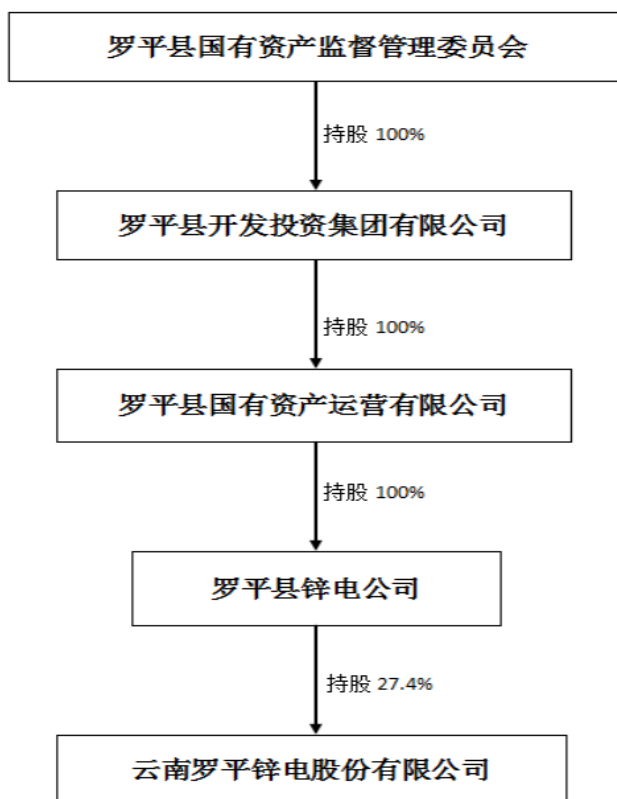 罗平县国有资产监督管理委员会
持股 100%
罗平县开发投资集团有限公司
持股 100%
罗平县国有资产运营有限公司
持股 100%
罗平县锌电公司
持股 27.4%
云南罗平锌电股份有限公司